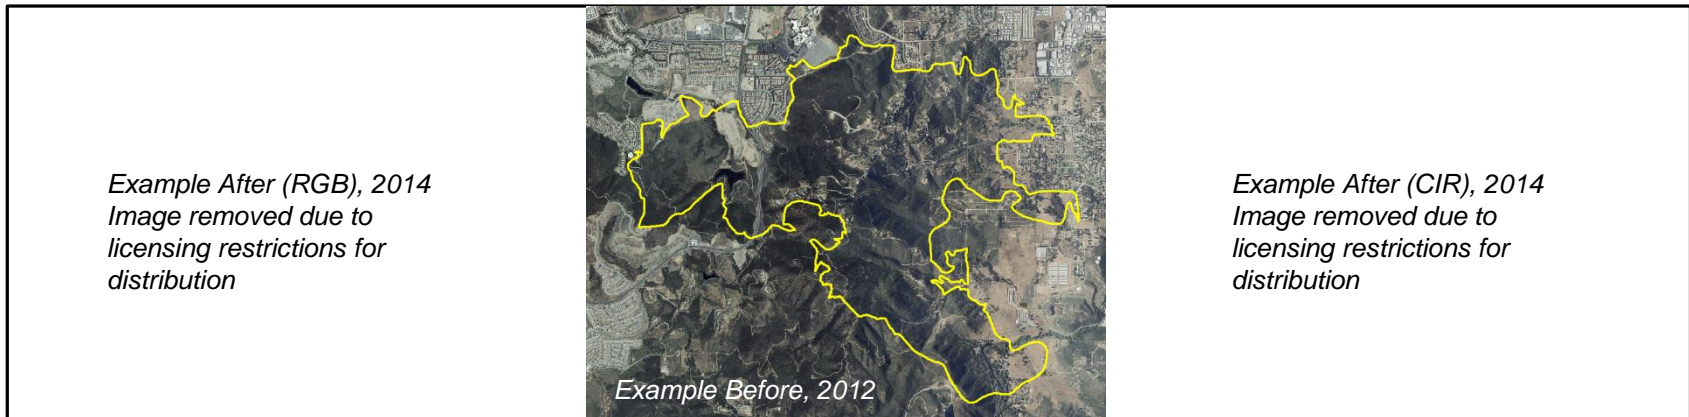 Example After (RGB), 2014
Image removed due to
licensing restrictions for
distribution
Example Before, 2012
Example After (CIR), 2014
Image removed due to
licensing restrictions for
distribution